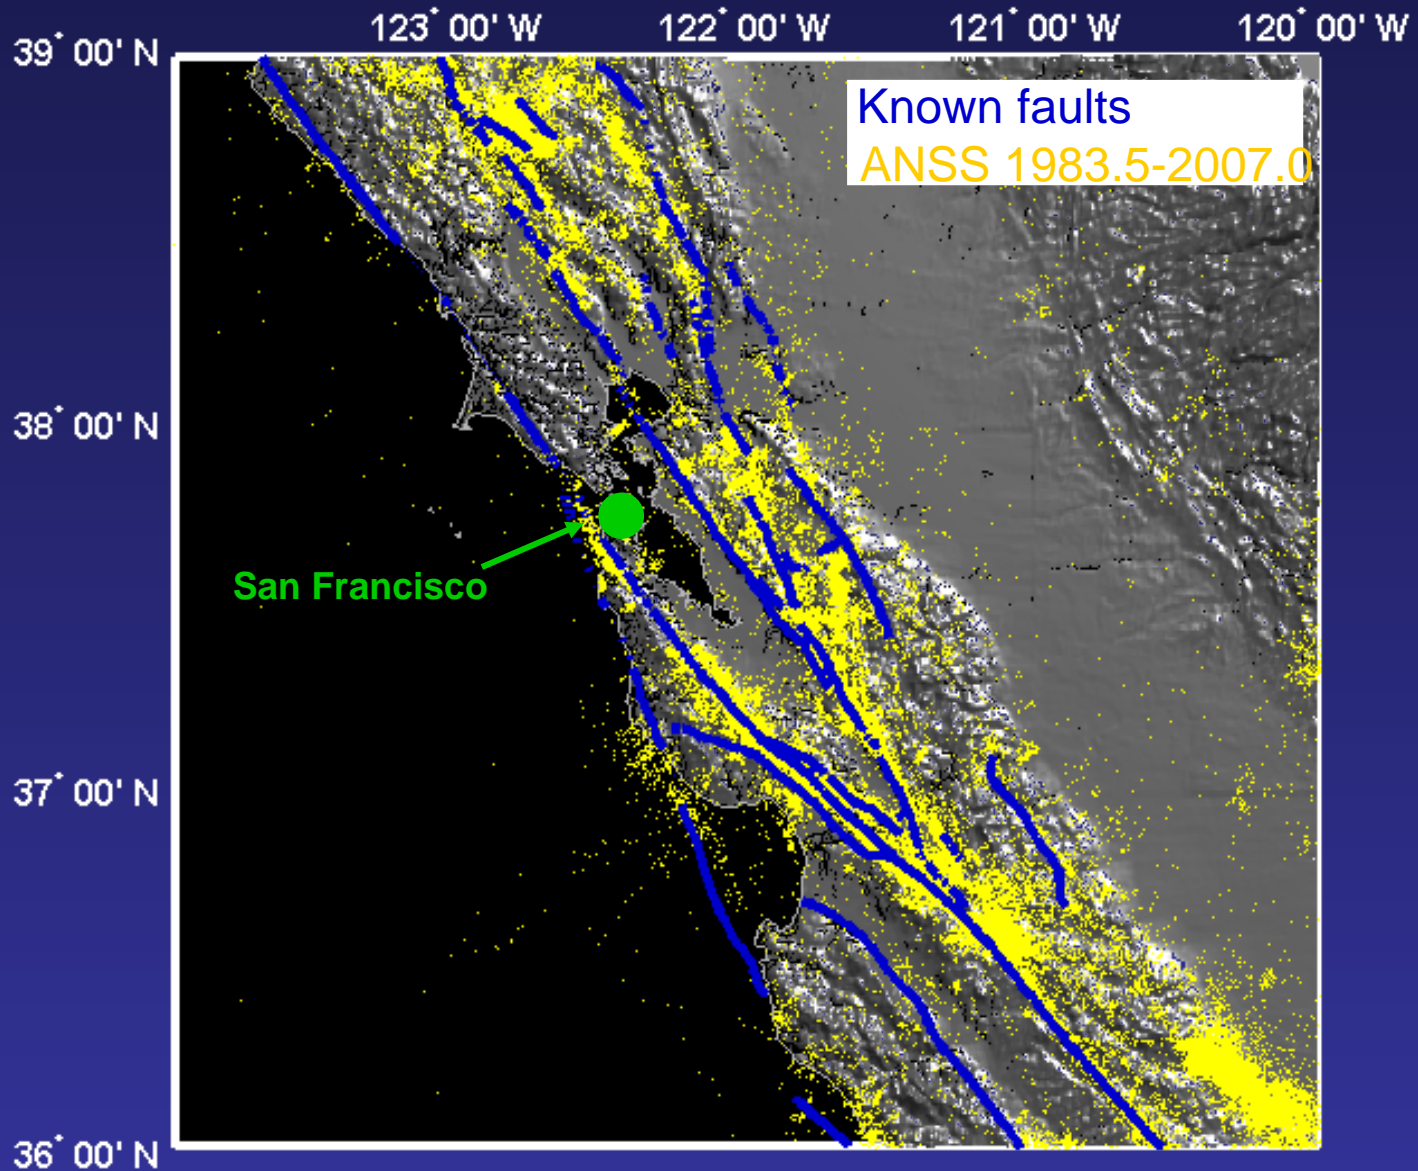 123° 00' W 122° 00' W 121° 00' W 120° 00' W
39° 00' N
Known faults
ANSS 1983.5-2007.0
38° 00' N
San Francisco
37° 00' N
36° 00' N